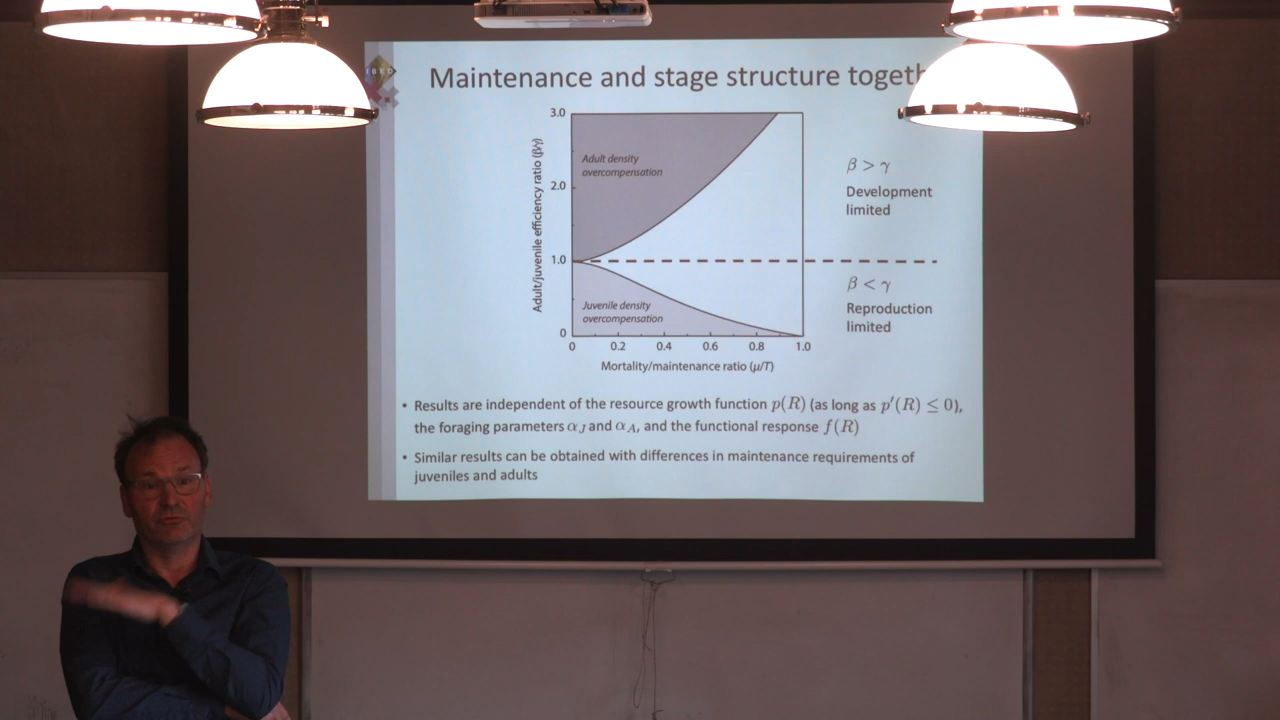 IBED
Maintenance and stage structure
3.0
2.0
1.0
0
Adult/juvenile efficiency ratio (β/γ)
Adult density
overcompensation
Juvenile density
overcompensation
0 0.2 0.4 0.6 0.8 1.0
Mortality/maintenance ratio (μ/T)
β > γ
Development
limited
β < γ
Reproduction
limited
• Results are independent of the resource growth function p(R) (as long as p′(R) ≤ 0),
the foraging parameters αJ and αA, and the functional response f(R)
• Similar results can be obtained with differences in maintenance requirements of
juveniles and adults